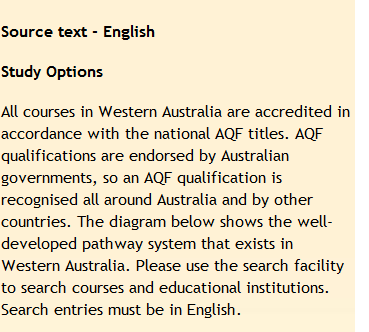 Source text - English
Study Options
All courses in Western Australia are accredited in
accordance with the national AQF titles. AQF
qualifications are endorsed by Australian
governments, so an AQF qualification is
recognised all around Australia and by other
countries. The diagram below shows the well-
developed pathway system that exists in
Western Australia. Please use the search facility
to search courses and educational institutions.
Search entries must be in English.